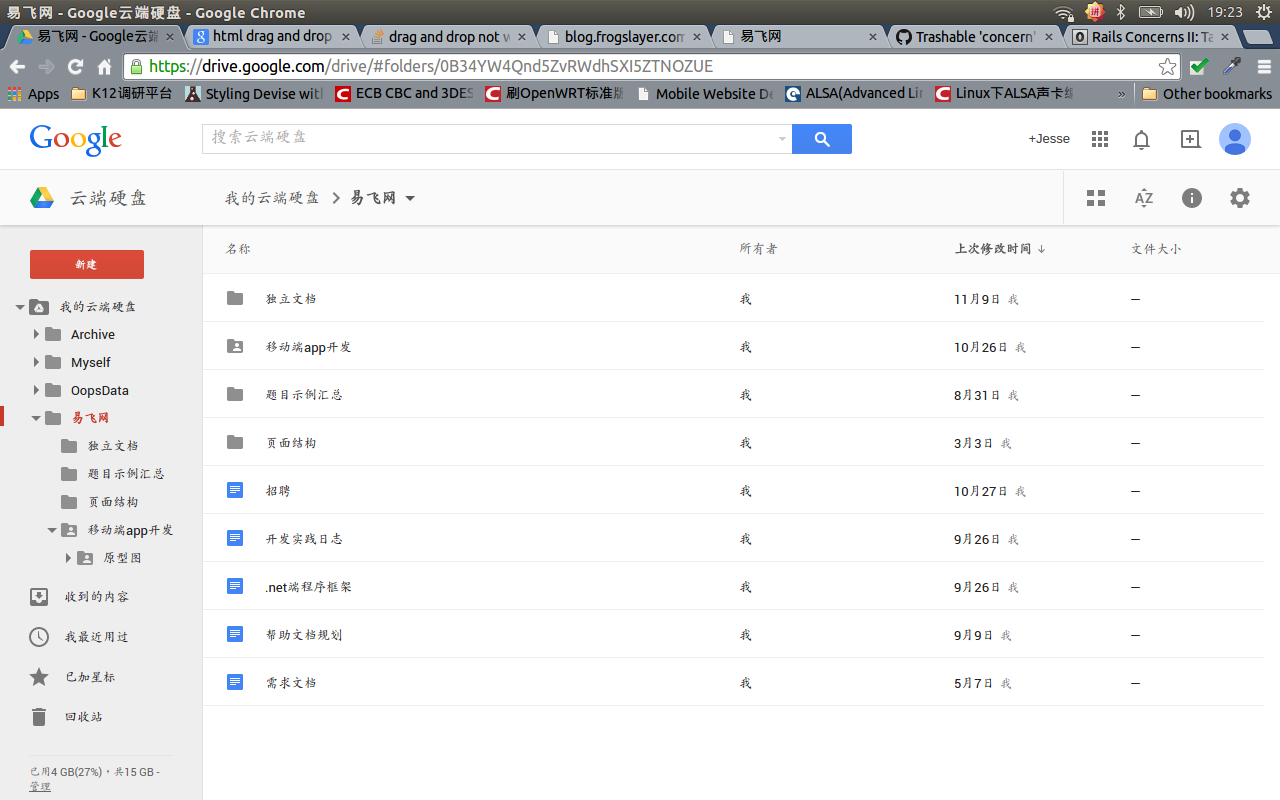 易飞网 - Google云端硬盘 - Google Chrome
19:23
易飞网 - Google云端
html drag and drop
drag and drop not w
blog.frogslayer.com
易飞网
Trashable 'concern'
Rails Concerns II: Ta
https://drive.google.com/drive/#folders/0B34YW4Qnd5ZvRWdhSXI5ZTNOZUE
Apps
K12调研平台
Styling Devise wit
ECB CBC and 3DES
刷OpenWRT标准版
Mobile Website De
ALSA(Advanced Lin
Linux下ALSA声卡编
»
Other bookmarks
Google
搜索云端硬盘
+Jesse
云端硬盘
我的云端硬盘
易飞网
AZ
新建
我的云端硬盘
Archive
Myself
OopsData
易飞网
独立文档
题目示例汇总
页面结构
移动端app开发
原型图
收到的内容
我最近用过
已加星标
回收站
已用4 GB(27%)，共15 GB -
管理
名称 所有者 上次修改时间 文件大小
独立文档 我 11月9日 我 —
移动端app开发 我 10月26日 我 —
题目示例汇总 我 8月31日 我 —
页面结构 我 3月3日 我 —
招聘 我 10月27日 我 —
开发实践日志 我 9月26日 我 —
.net端程序框架 我 9月26日 我 —
帮助文档规划 我 9月9日 我 —
需求文档 我 5月7日 我 —